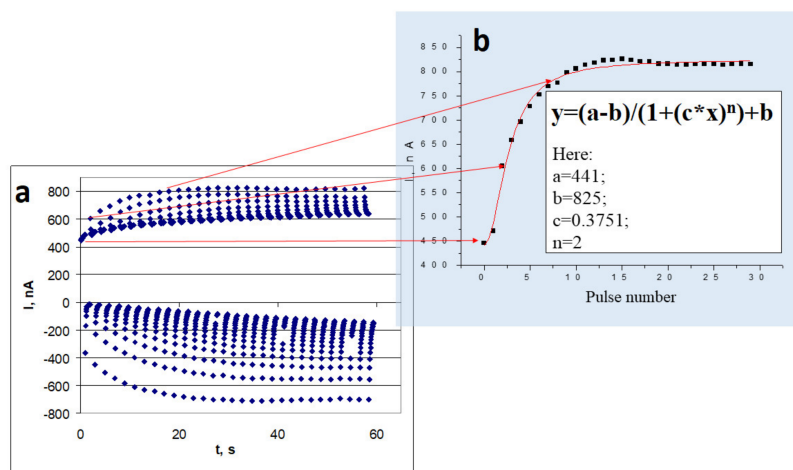 a
800
600
400
200
0
-200
-400
-600
-800
I, nA
0 20 40 60
t, s
b
850
800
750
700
650
600
550
500
450
400
I, nA
0 5 10 15 20 25 30
Pulse number
y=(a-b)/(1+(c*x)ⁿ)+b
Here:
a=441;
b=825;
c=0.3751;
n=2